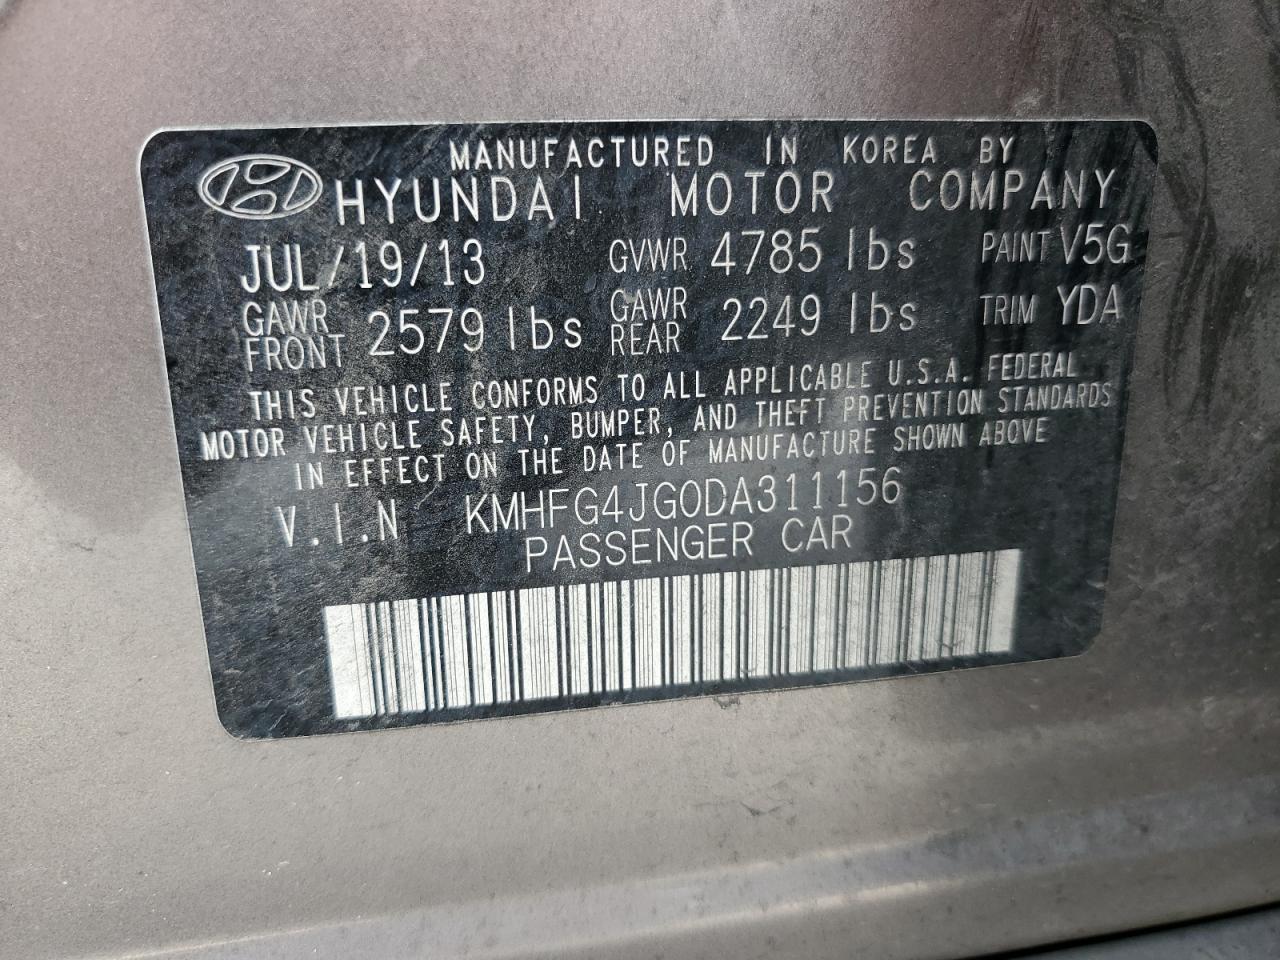 MANUFACTURED IN KOREA BY
HYUNDAI MOTOR COMPANY
JUL/19/13 GVWR 4785 lbs PAINT V5G
GAWR FRONT 2579 lbs GAWR REAR 2249 lbs TRIM YDA
THIS VEHICLE CONFORMS TO ALL APPLICABLE U.S.A. FEDERAL
MOTOR VEHICLE SAFETY, BUMPER, AND THEFT PREVENTION STANDARDS
IN EFFECT ON THE DATE OF MANUFACTURE SHOWN ABOVE
V.I.N KMHFG4JG0DA311156
PASSENGER CAR